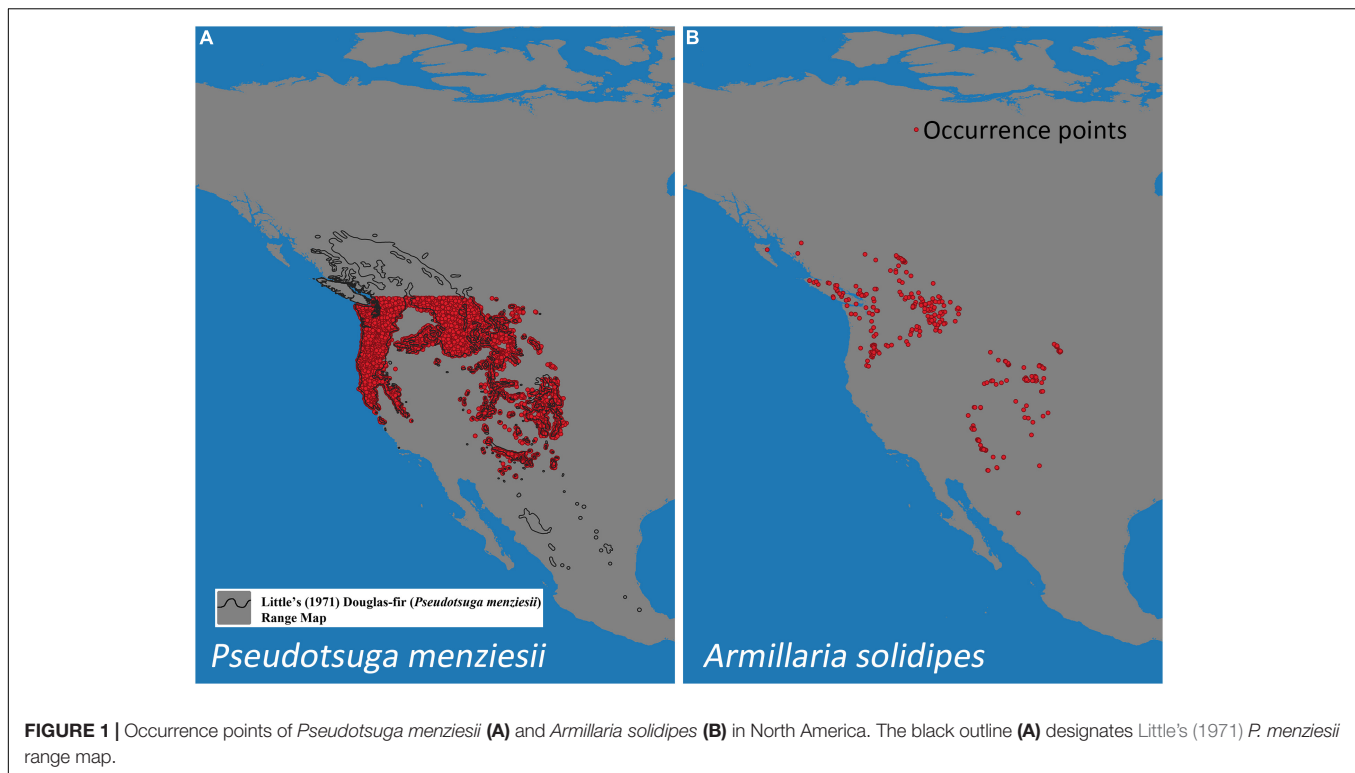 A
B
Occurrence points
Little's (1971) Douglas-fir (Pseudotsuga menziesii)
Range Map
Pseudotsuga menziesii
Armillaria solidipes
FIGURE 1 | Occurrence points of Pseudotsuga menziesii (A) and Armillaria solidipes (B) in North America. The black outline (A) designates Little's (1971) P. menziesii
range map.